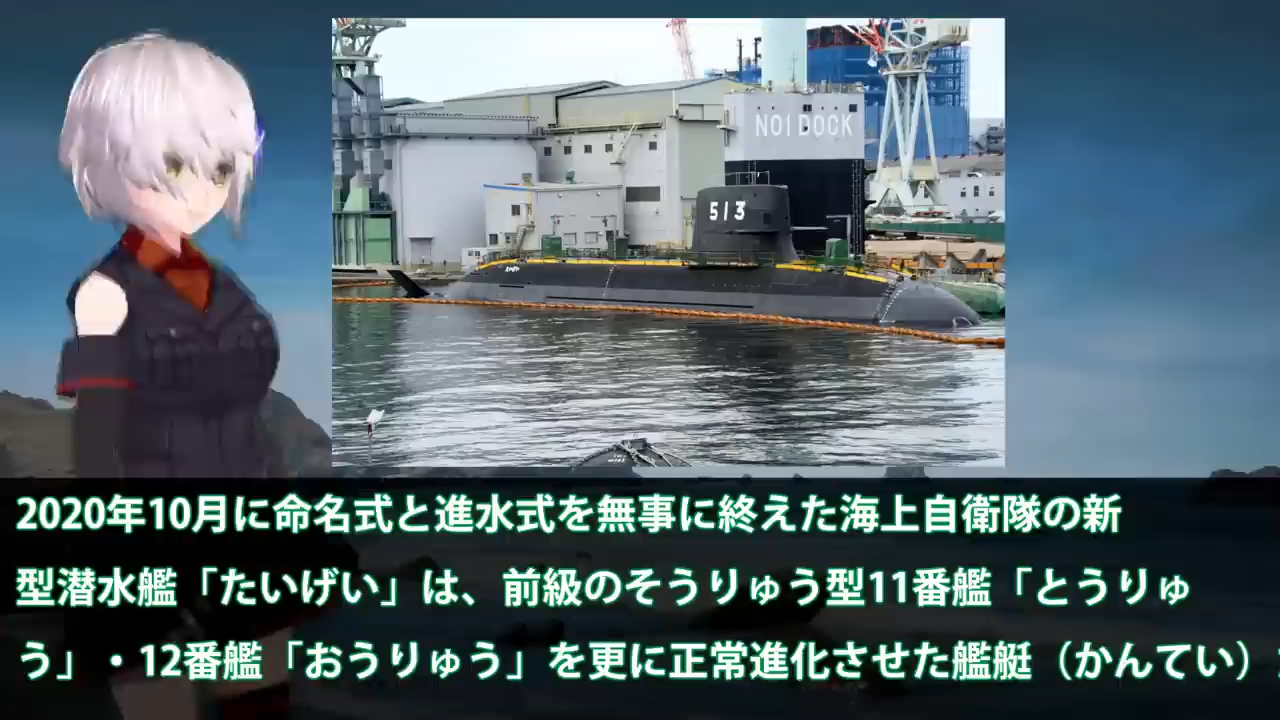 NO1 DOCK
513
2020年10月に命名式と進水式を無事に終えた海上自衛隊の新
型潜水艦「たいげい」は、前級のそうりゅう型11番艦「とうりゅ
う」・12番艦「おうりゅう」を更に正常進化させた艦艇（かんてい）